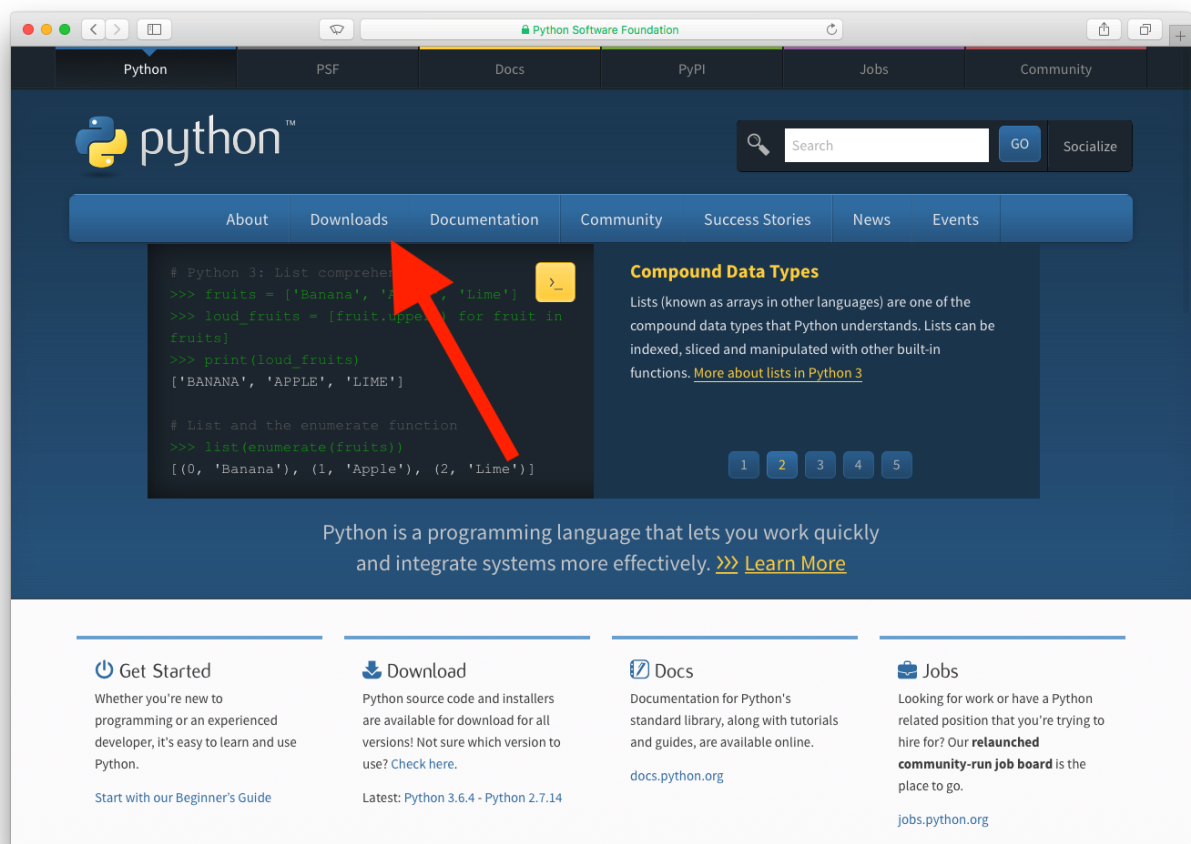 Python Software Foundation
Python
PSF
Docs
PyPI
Jobs
Community
python™
Search
GO
Socialize
About
Downloads
Documentation
Community
Success Stories
News
Events
# Python 3: List
>>> fruits = ['Banana', 'Lime']
>>> loud_fruits = [fruit. for fruit in
fruits]
>>> print(loud_fruits)
['BANANA', 'APPLE', 'LIME']
# List and the enumerate function
>>> list(enumerate(fruits))
[(0, 'Banana'), (1, 'Apple'), (2, 'Lime')]
>_
Compound Data Types
Lists (known as arrays in other languages) are one of the
compound data types that Python understands. Lists can be
indexed, sliced and manipulated with other built-in
functions. More about lists in Python 3
1 2 3 4 5
Python is a programming language that lets you work quickly
and integrate systems more effectively. >>> Learn More
Get Started
Whether you're new to
programming or an experienced
developer, it's easy to learn and use
Python.
Start with our Beginner's Guide
Download
Python source code and installers
are available for download for all
versions! Not sure which version to
use? Check here.
Latest: Python 3.6.4 - Python 2.7.14
Docs
Documentation for Python's
standard library, along with tutorials
and guides, are available online.
docs.python.org
Jobs
Looking for work or have a Python
related position that you're trying to
hire for? Our relaunched
community-run job board is the
place to go.
jobs.python.org